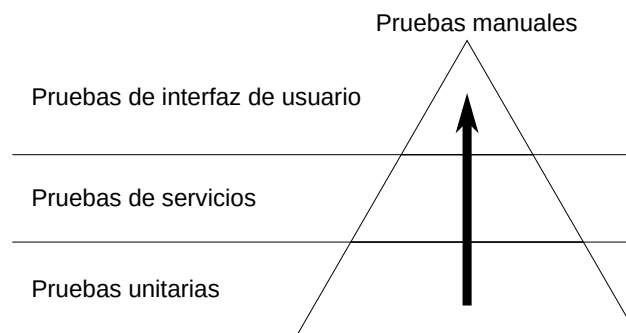 Pruebas manuales
Pruebas de interfaz de usuario
Pruebas de servicios
Pruebas unitarias